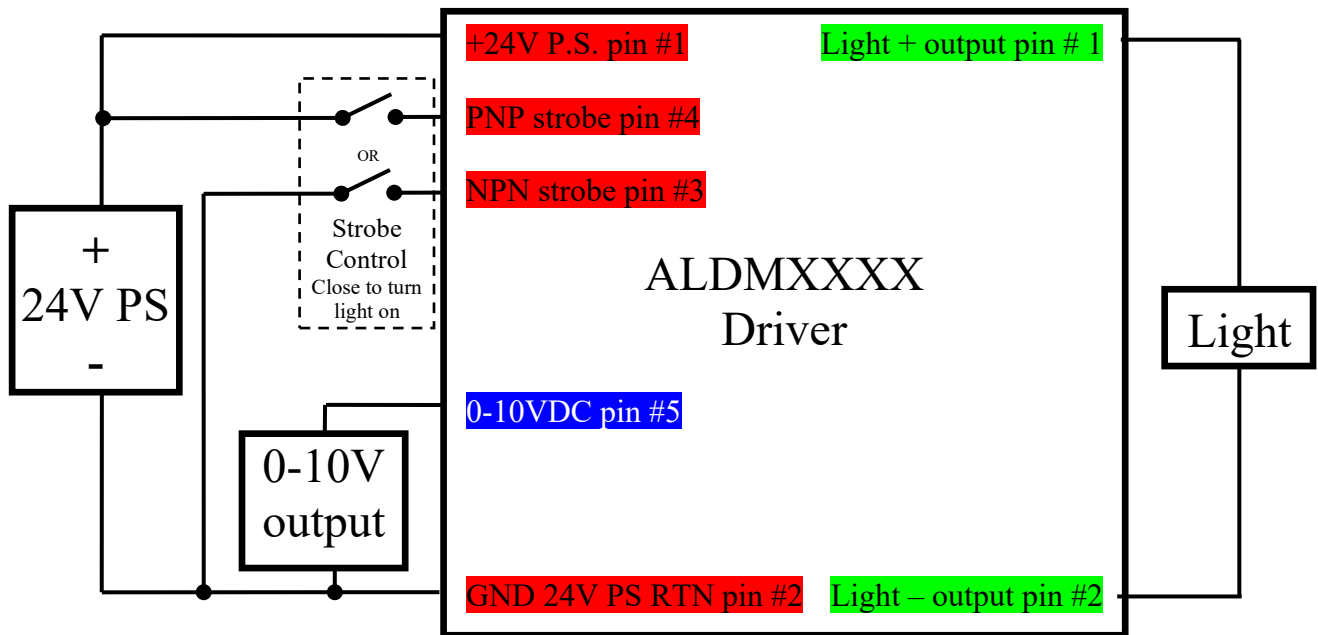 +24V P.S. pin #1
Light + output pin # 1
PNP strobe pin #4
OR
NPN strobe pin #3
Strobe
Control
Close to turn
light on
+
24V PS
-
ALDMXXXX
Driver
Light
0-10VDC pin #5
0-10V
output
GND 24V PS RTN pin #2
Light – output pin #2